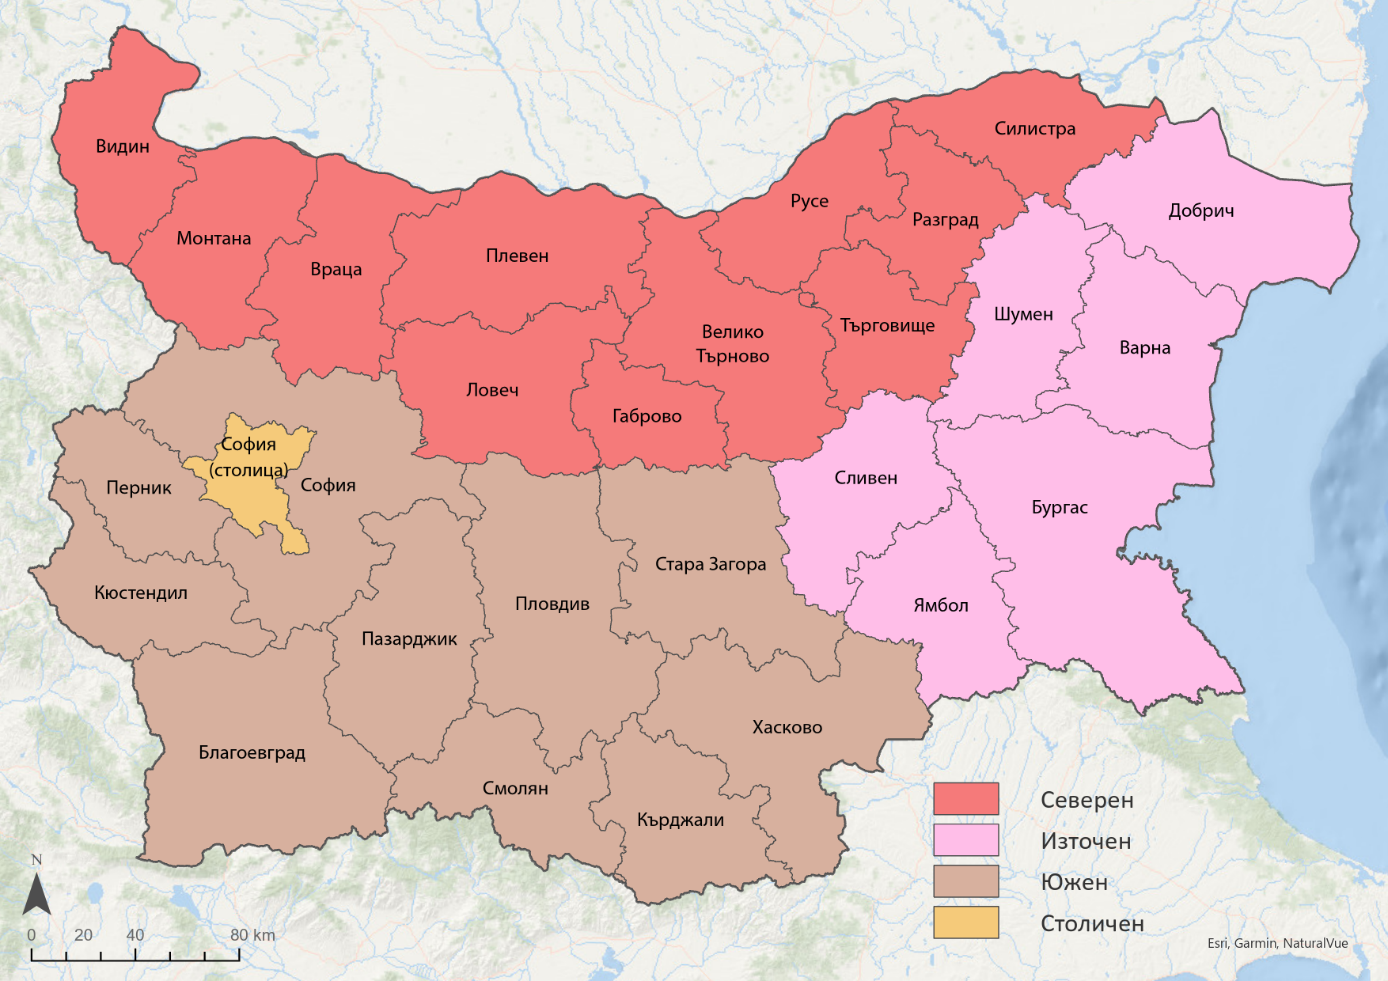 Видин
Силистра
Русе
Добрич
Разград
Монтана
Плевен
Враца
Шумен
Търговище
Велико
Търново
Варна
Ловеч
Габрово
София
(столица)
Сливен
София
Перник
Бургас
Стара Загора
Кюстендил
Пловдив
Ямбол
Пазарджик
Хасково
Благоевград
Смолян
Кърджали
Северен
Източен
Южен
Столичен
N
0 20 40 80 km
Esri, Garmin, NaturalVue